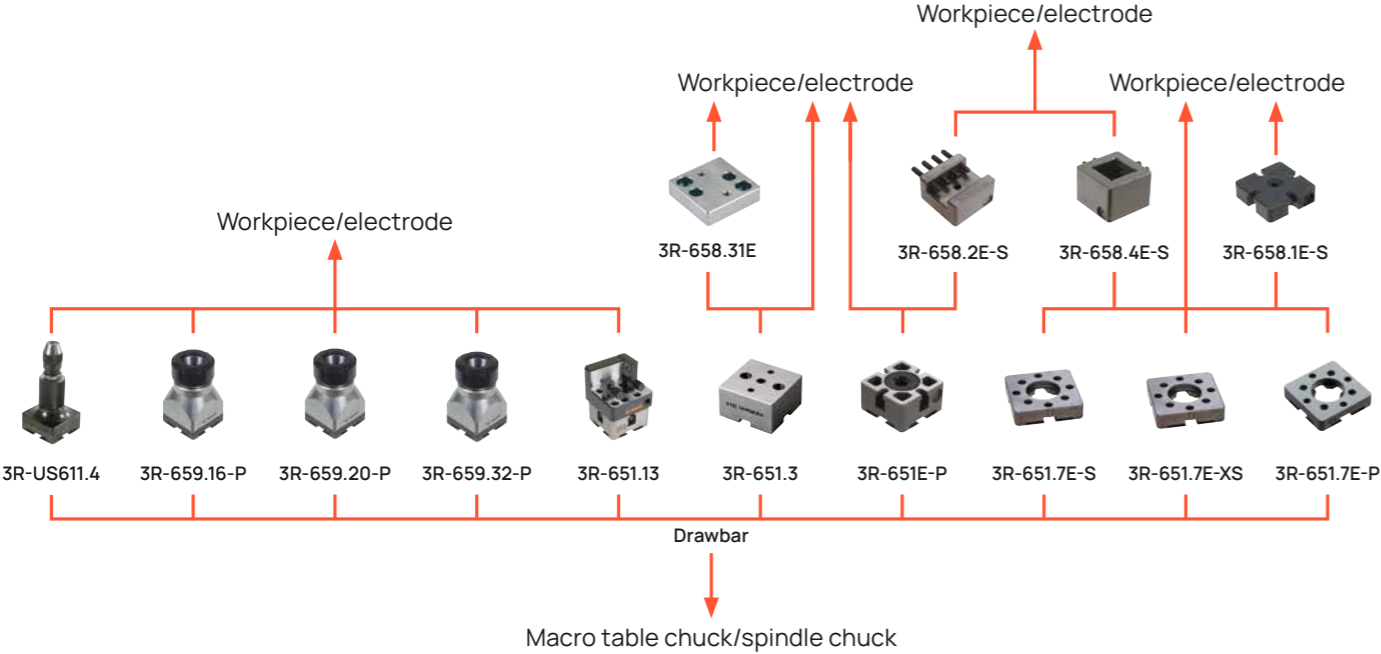 Workpiece/electrode
Workpiece/electrode
Workpiece/electrode
3R-658.31E
3R-658.2E-S
3R-658.4E-S
3R-658.1E-S
Workpiece/electrode
3R-US611.4
3R-659.16-P
3R-659.20-P
3R-659.32-P
3R-651.13
3R-651.3
3R-651E-P
3R-651.7E-S
3R-651.7E-XS
3R-651.7E-P
Drawbar
Macro table chuck/spindle chuck